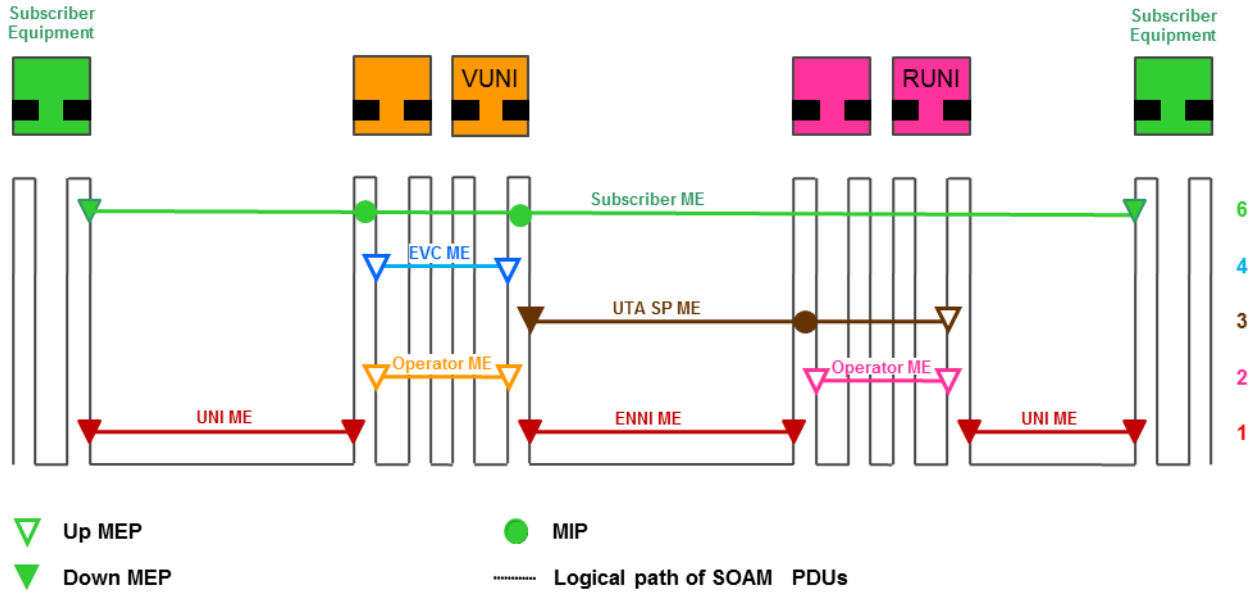 Subscriber
Equipment
Subscriber
Equipment
VUNI
RUNI
Subscriber ME
6
EVC ME
4
UTA SP ME
3
Operator ME
Operator ME
2
UNI ME
ENNI ME
UNI ME
1
Up MEP
MIP
Down MEP
Logical path of SOAM PDUs